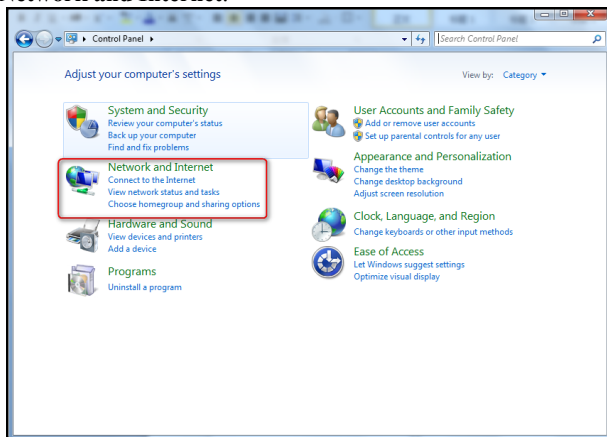 Network and Internet.
Control Panel
Search Control Panel
Adjust your computer's settings
View by: Category
System and Security
Review your computer's status
Back up your computer
Find and fix problems
Network and Internet
Connect to the Internet
View network status and tasks
Choose homegroup and sharing options
Hardware and Sound
View devices and printers
Add a device
Programs
Uninstall a program
User Accounts and Family Safety
Add or remove user accounts
Set up parental controls for any user
Appearance and Personalization
Change the theme
Change desktop background
Adjust screen resolution
Clock, Language, and Region
Change keyboards or other input methods
Ease of Access
Let Windows suggest settings
Optimize visual display